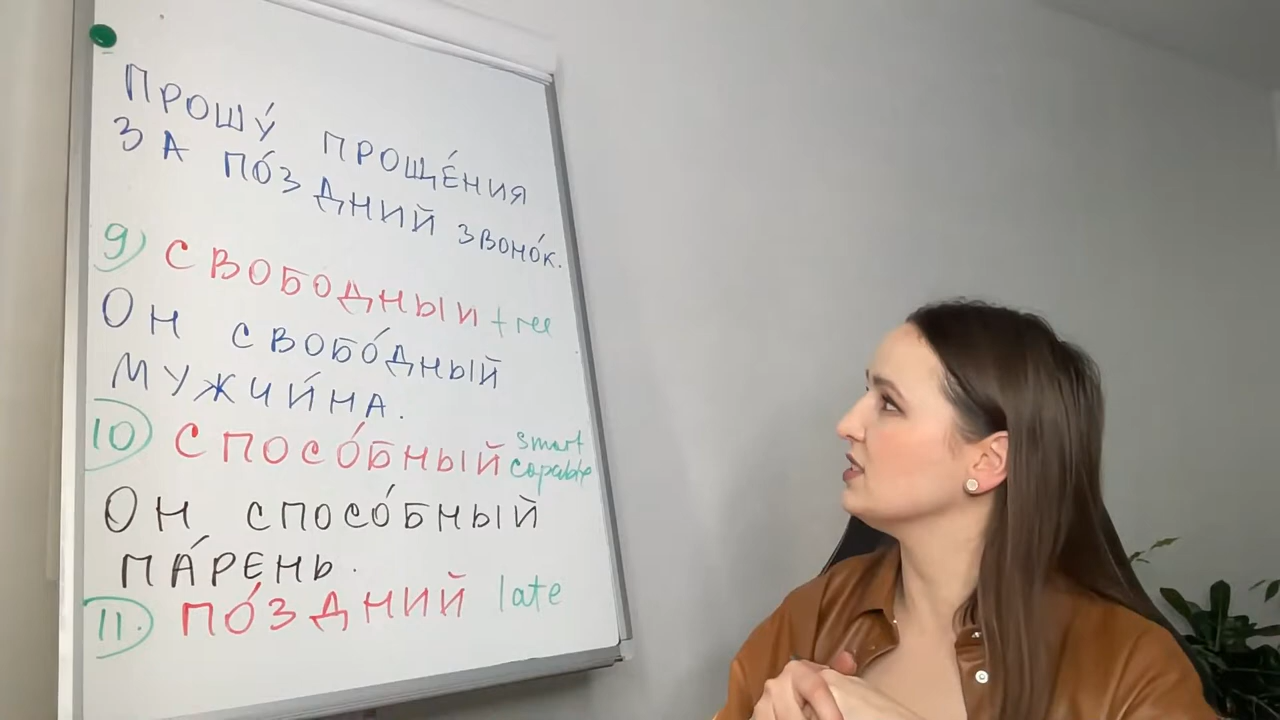 ПРОШУ́ ПРОЩЕ́НИЯ
ЗА ПО́ЗДНИЙ ЗВОНО́К.
9) СВОБОДНЫЙ free
ОН СВОБО́ДНЫЙ
МУЖЧИ́НА.
10) СПОСО́БНЫЙ smart capable
ОН СПОСО́БНЫЙ
ПА́РЕНЬ.
11. ПО́ЗДНИЙ late